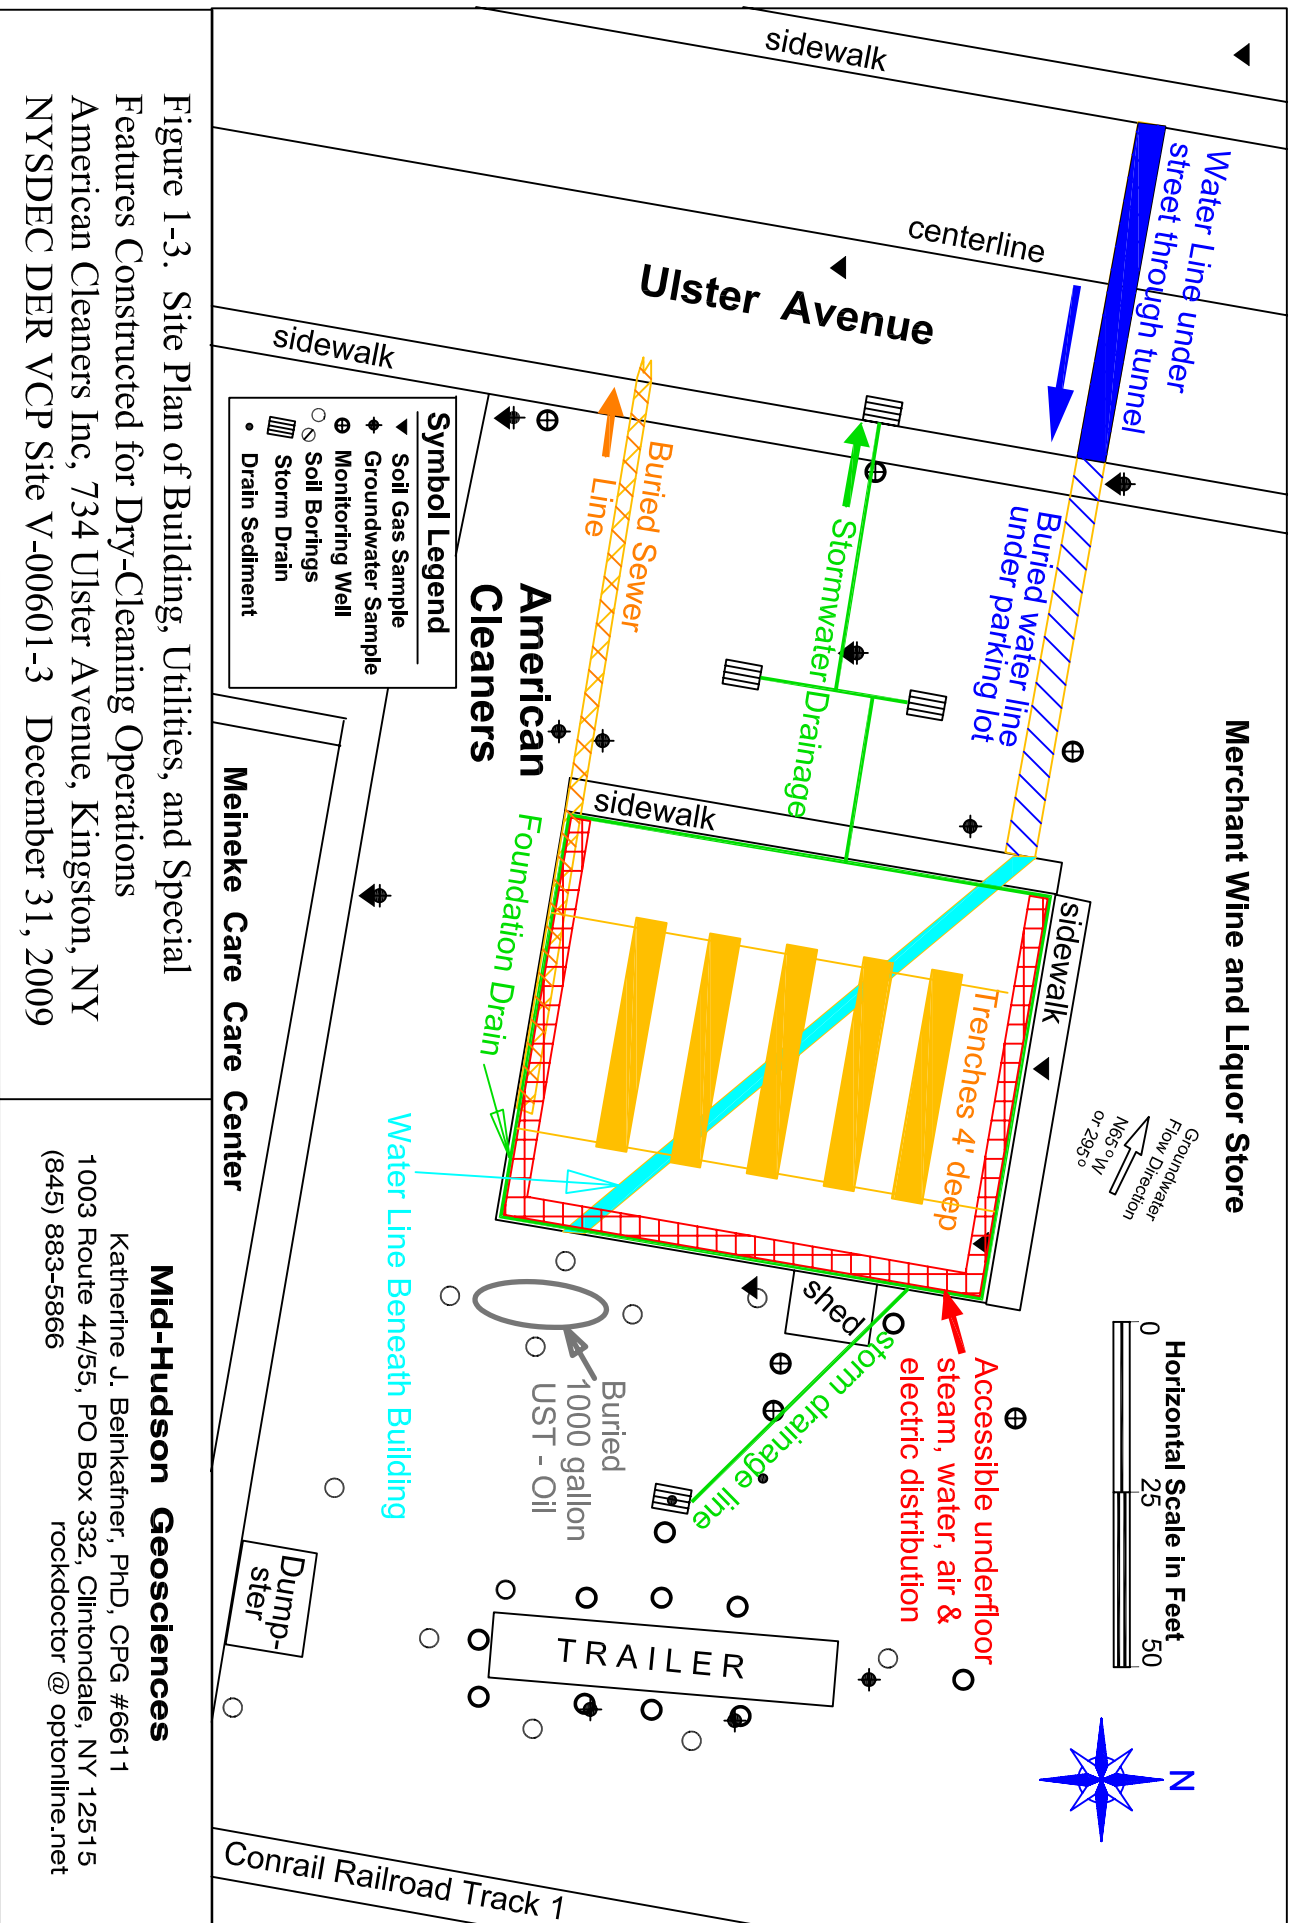 sidewalk
Water Line under
street through tunnel
centerline
Ulster Avenue
sidewalk
Merchant Wine and Liquor Store
Buried water line
under parking lot
Stormwater Drainage
Buried Sewer
Line
American
Cleaners
Symbol Legend
Soil Gas Sample
Groundwater Sample
Monitoring Well
Soil Borings
Storm Drain
Drain Sediment
sidewalk
sidewalk
Trenches 4' deep
Foundation Drain
Water Line Beneath Building
Groundwater
Flow Direction
N65°W
or 295°
Horizontal Scale in Feet
0 25 50
N
shed
storm drainage line
Accessible underfloor
steam, water, air &
electric distribution
Buried
1000 gallon
UST - Oil
TRAILER
Dump-
ster
Meineke Care Care Center
Conrail Railroad Track 1
Figure 1-3. Site Plan of Building, Utilities, and Special
Features Constructed for Dry-Cleaning Operations
American Cleaners Inc, 734 Ulster Avenue, Kingston, NY
NYSDEC DER VCP Site V-00601-3 December 31, 2009
Mid-Hudson Geosciences
Katherine J. Beinkafner, PhD, CPG #6611
1003 Route 44/55, PO Box 332, Clintondale, NY 12515
(845) 883-5866 rockdoctor @ optonline.net